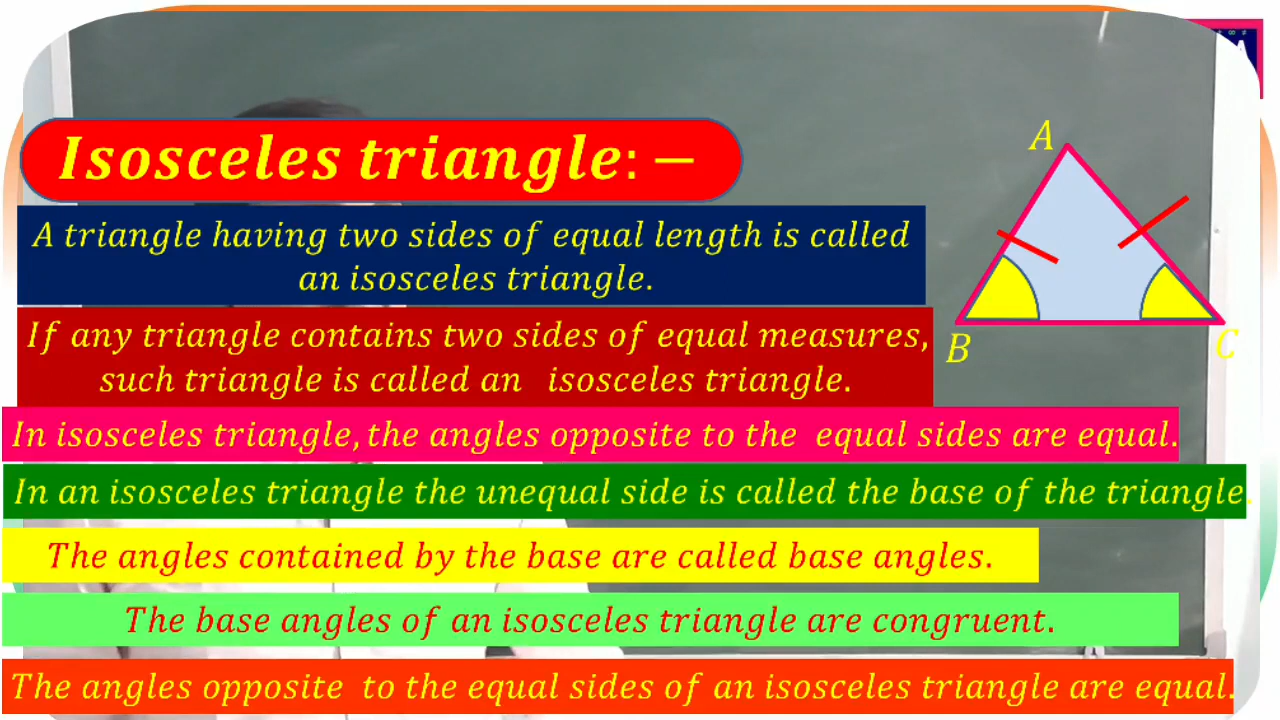 Isosceles triangle: −
A triangle having two sides of equal length is called
an isosceles triangle.
If any triangle contains two sides of equal measures,
such triangle is called an isosceles triangle.
In isosceles triangle, the angles opposite to the equal sides are equal.
In an isosceles triangle the unequal side is called the base of the triangle.
The angles contained by the base are called base angles.
The base angles of an isosceles triangle are congruent.
The angles opposite to the equal sides of an isosceles triangle are equal.
A
B
C